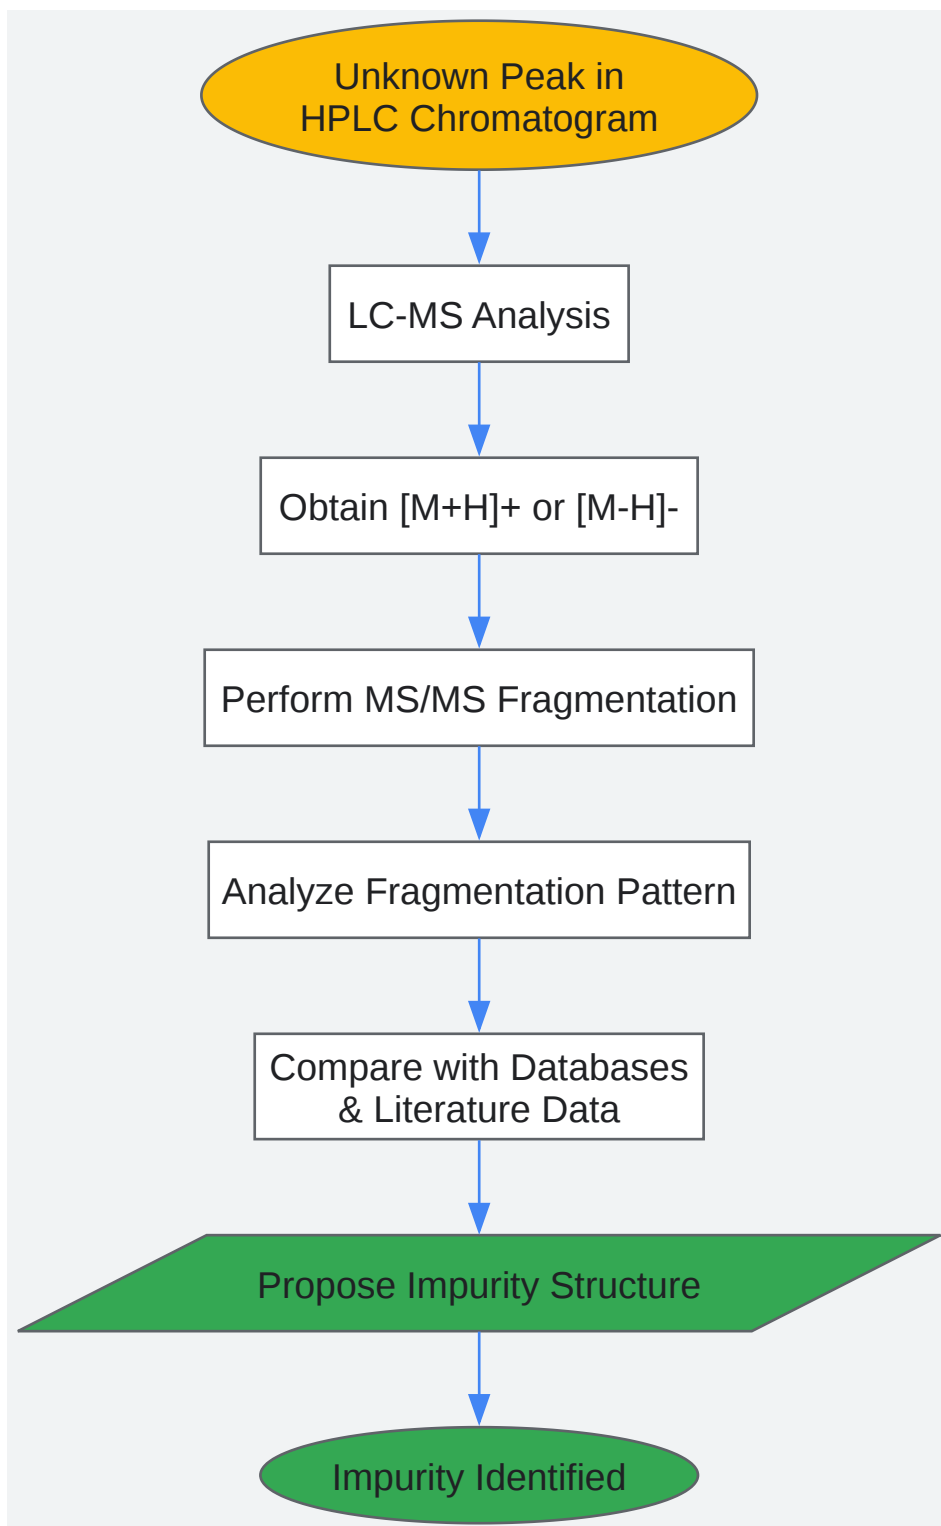 Unknown Peak in
HPLC Chromatogram
LC-MS Analysis
Obtain [M+H]+ or [M-H]-
Perform MS/MS Fragmentation
Analyze Fragmentation Pattern
Compare with Databases
& Literature Data
Propose Impurity Structure
Impurity Identified